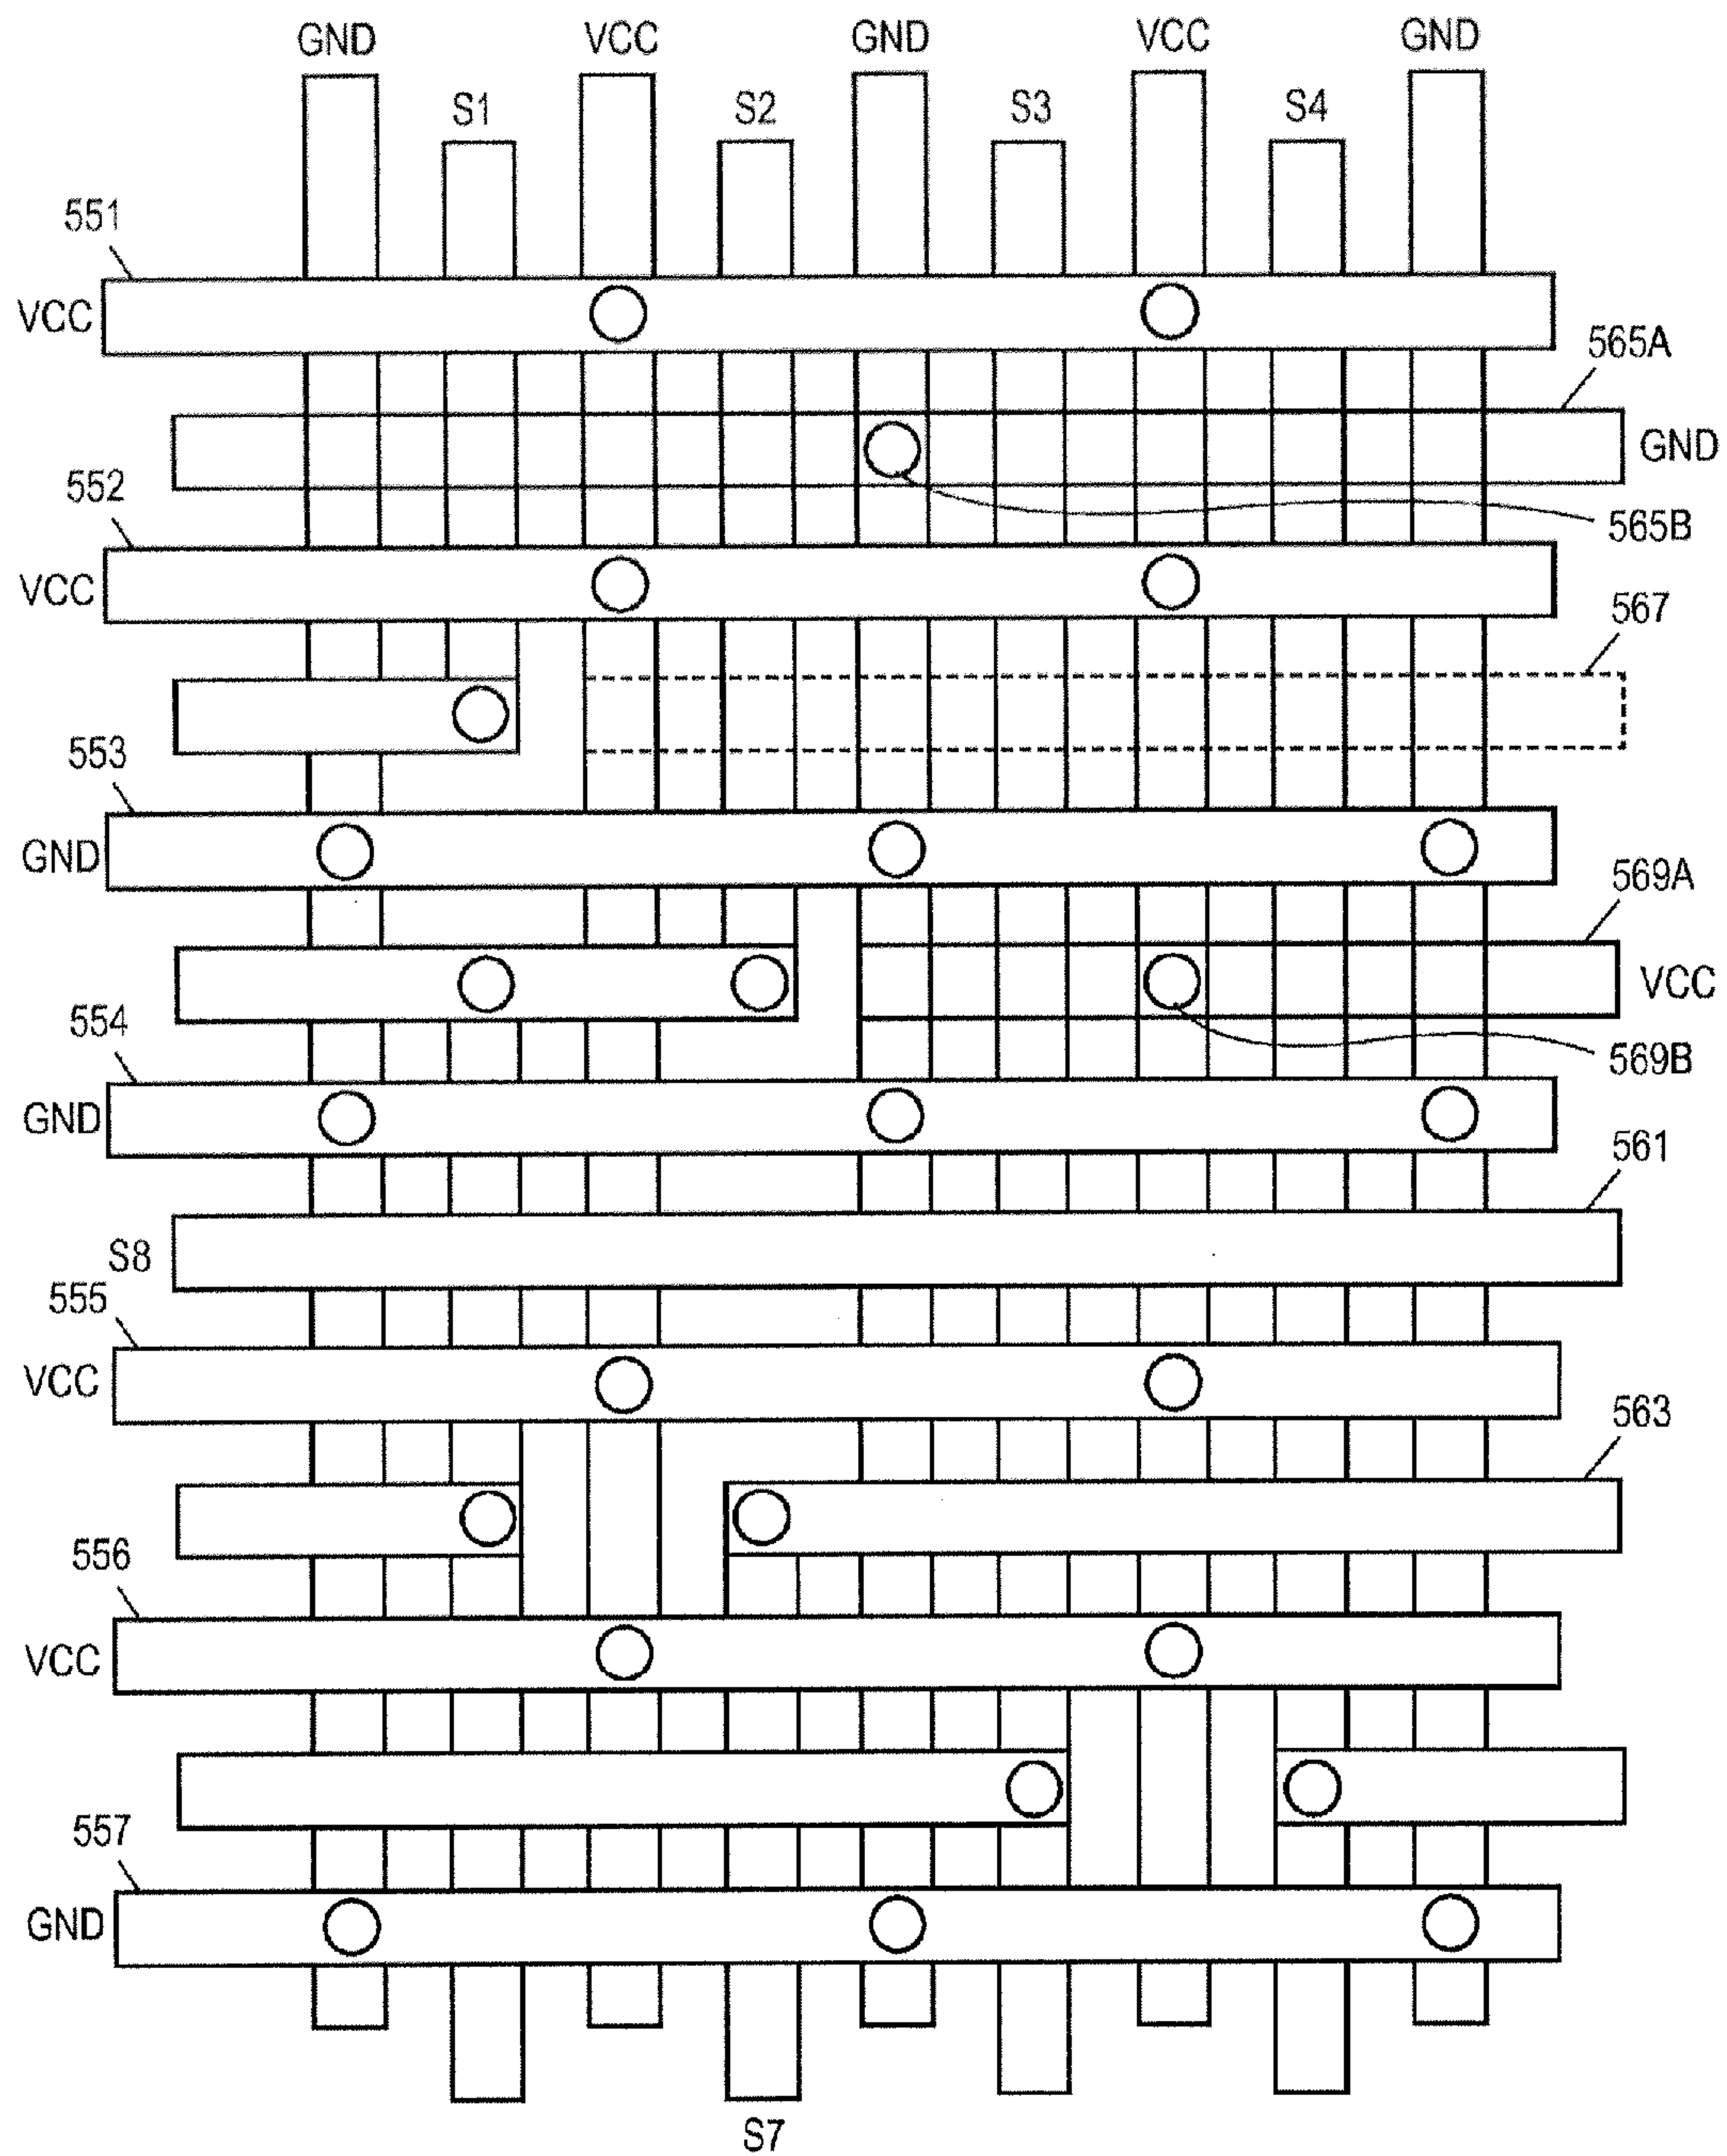 GND VCC GND VCC GND
S1 S2 S3 S4
551
VCC
565A
GND
552
565B
VCC
567
553
GND
569A
VCC
554
569B
GND
561
S8
555
VCC
563
556
VCC
557
GND
S7